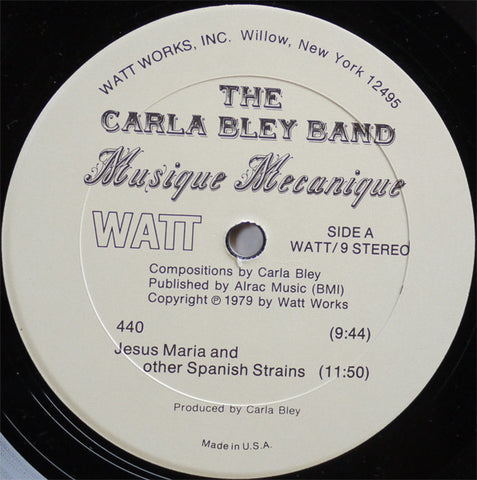 WATT WORKS, INC. Willow, New York 12495
THE
CARLA BLEY BAND
Musique Mecanique
WATT
SIDE A
WATT/9 STEREO
Compositions by Carla Bley
Published by Alrac Music (BMI)
Copyright ℗ 1979 by Watt Works
440 (9:44)
Jesus Maria and
other Spanish Strains (11:50)
Produced by Carla Bley
Made in U.S.A.